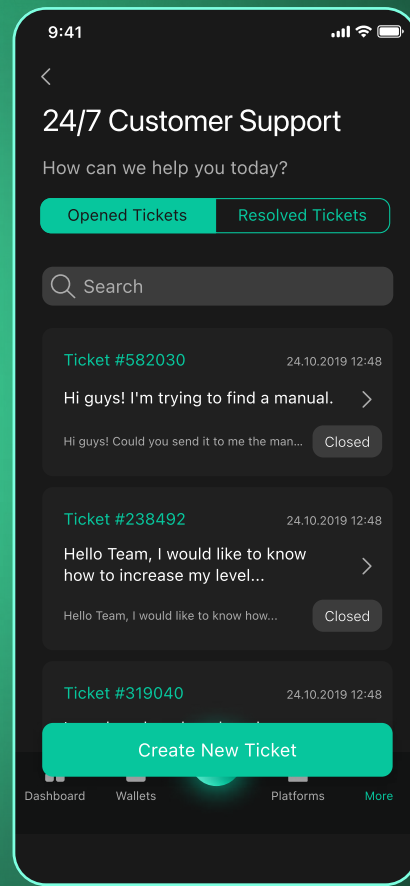 9:41
24/7 Customer Support
How can we help you today?
Opened Tickets
Resolved Tickets
Search
Ticket #582030
24.10.2019 12:48
Hi guys! I'm trying to find a manual.
Hi guys! Could you send it to me the man...
Closed
Ticket #238492
24.10.2019 12:48
Hello Team, I would like to know
how to increase my level...
Hello Team, I would like to know how...
Closed
Ticket #319040
24.10.2019 12:48
Create New Ticket
Dashboard
Wallets
Platforms
More